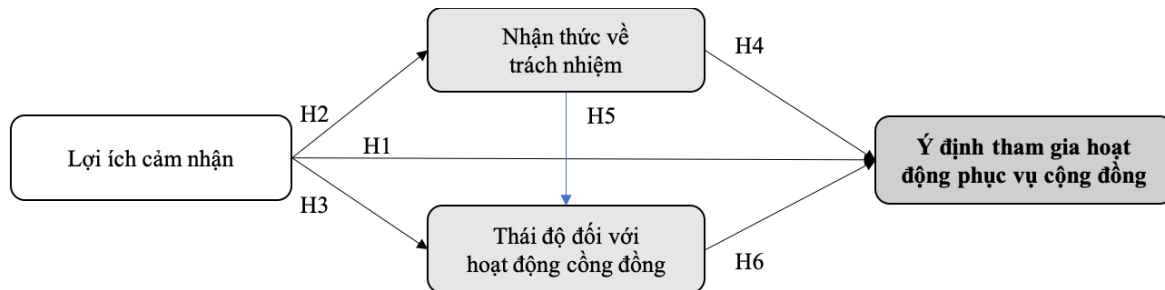 Nhận thức về
trách nhiệm
H4
H2
H5
Lợi ích cảm nhận
H1
Ý định tham gia hoạt
động phục vụ cộng đồng
H3
Thái độ đối với
hoạt động cồng đồng
H6